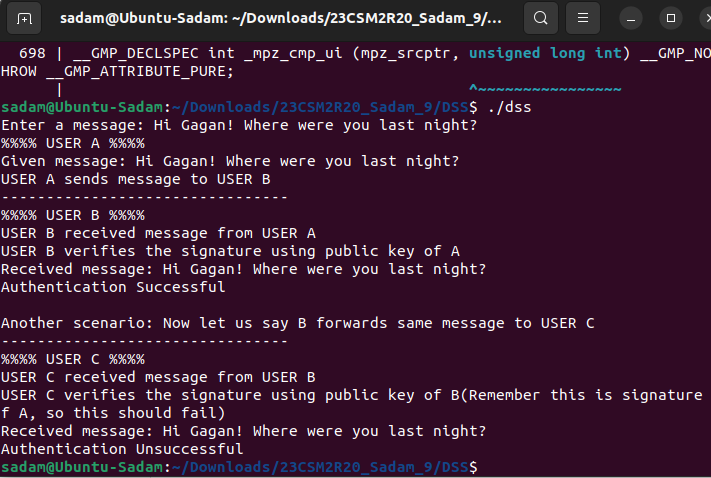 sadam@Ubuntu-Sadam: ~/Downloads/23CSM2R20_Sadam_9/...
698 | __GMP_DECLSPEC int _mpz_cmp_ui (mpz_srcptr, unsigned long int) __GMP_NO
HROW __GMP_ATTRIBUTE_PURE;
| ^~~~~~~~~~~~~~~~~
sadam@Ubuntu-Sadam:~/Downloads/23CSM2R20_Sadam_9/DSS$ ./dss
Enter a message: Hi Gagan! Where were you last night?
%%%% USER A %%%%
Given message: Hi Gagan! Where were you last night?
USER A sends message to USER B
--------------------------------
%%%% USER B %%%%
USER B received message from USER A
USER B verifies the signature using public key of A
Received message: Hi Gagan! Where were you last night?
Authentication Successful
Another scenario: Now let us say B forwards same message to USER C
--------------------------------
%%%% USER C %%%%
USER C received message from USER B
USER C verifies the signature using public key of B(Remember this is signature
f A, so this should fail)
Received message: Hi Gagan! Where were you last night?
Authentication Unsuccessful
sadam@Ubuntu-Sadam:~/Downloads/23CSM2R20_Sadam_9/DSS$